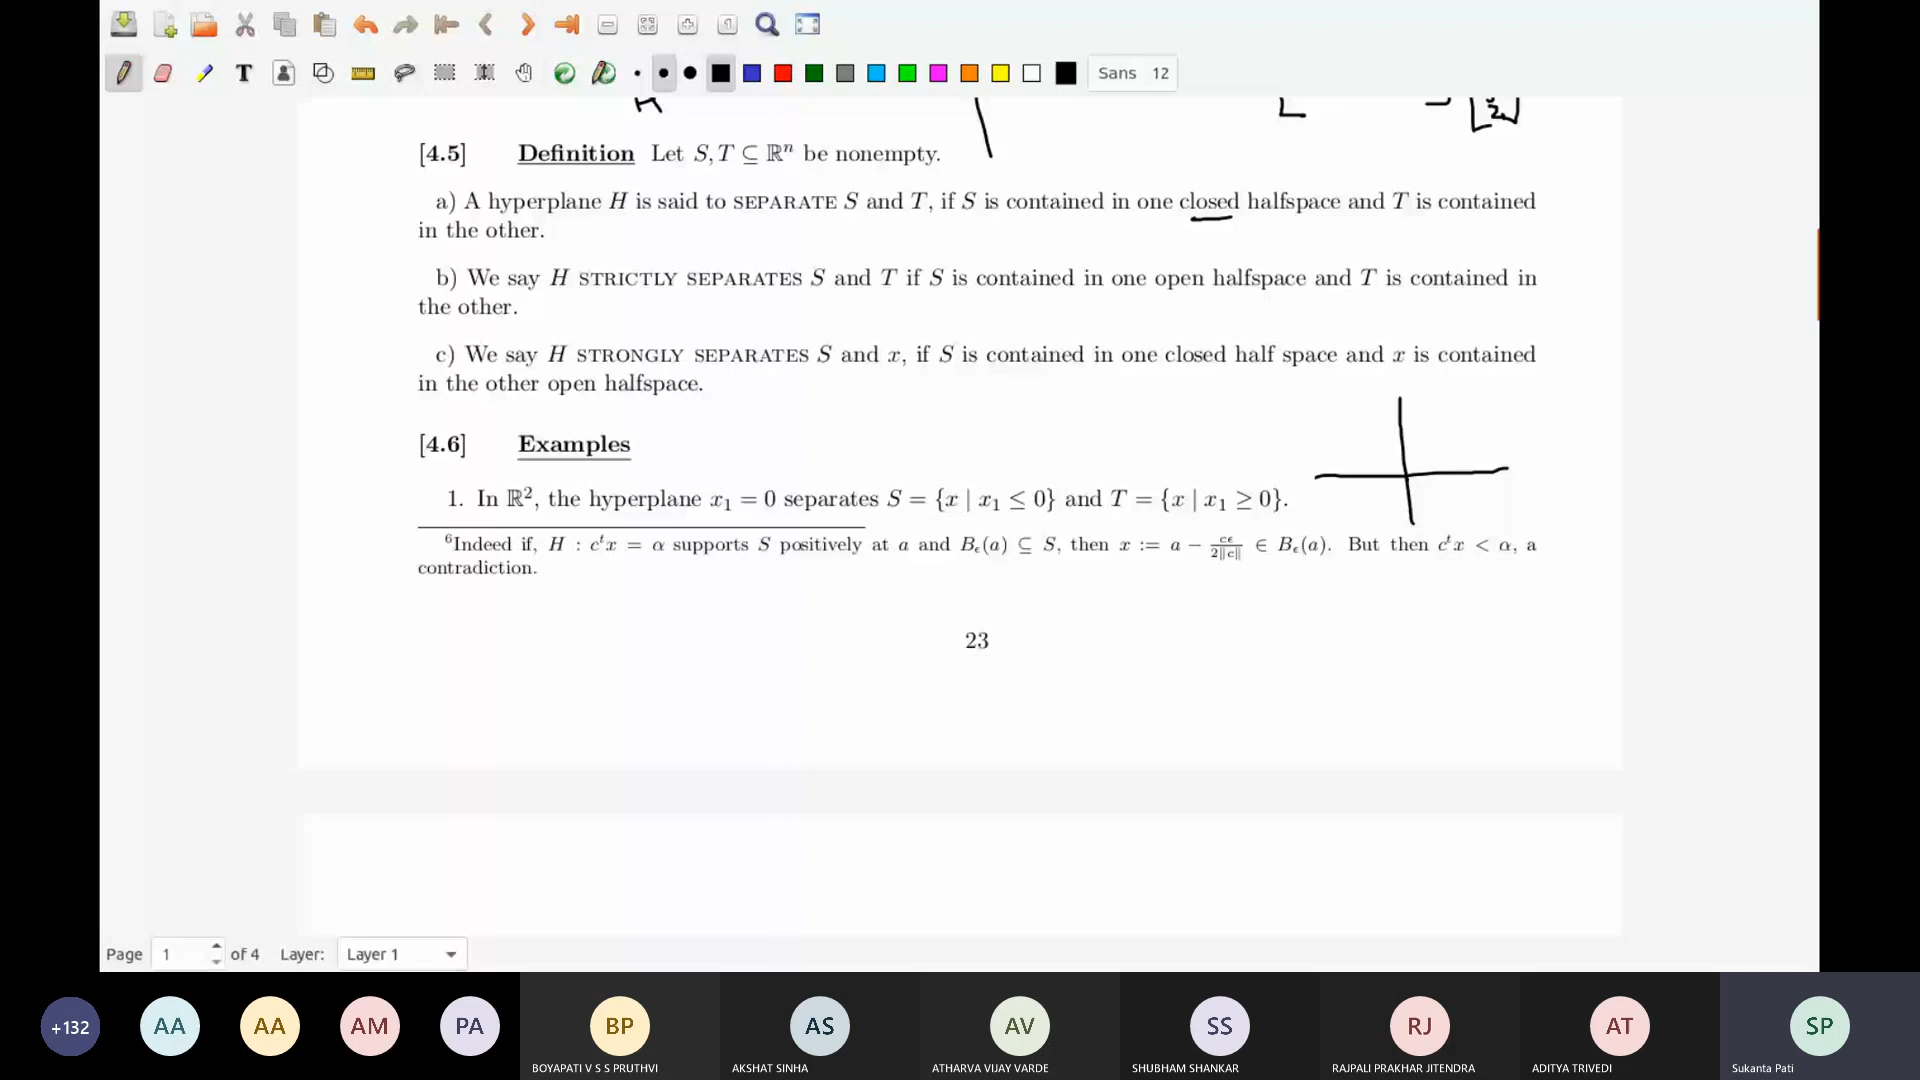 T
Sans 12
H
[4.5] Definition Let S, T ⊆ ℝⁿ be nonempty.
a) A hyperplane H is said to SEPARATE S and T, if S is contained in one closed halfspace and T is contained
in the other.
b) We say H STRICTLY SEPARATES S and T if S is contained in one open halfspace and T is contained in
the other.
c) We say H STRONGLY SEPARATES S and x, if S is contained in one closed half space and x is contained
in the other open halfspace.
[4.6] Examples
1. In ℝ², the hyperplane x₁ = 0 separates S = {x | x₁ ≤ 0} and T = {x | x₁ ≥ 0}.
⁶Indeed if, H : cᵗx = α supports S positively at a and Bϵ(a) ⊆ S, then x := a − cϵ/2‖c‖ ∈ Bϵ(a). But then cᵗx < α, a
contradiction.
23
Page 1 of 4 Layer: Layer 1
+132 AA AA AM PA BP AS AV SS RJ AT SP
BOYAPATI V S S PRUTHVI AKSHAT SINHA ATHARVA VIJAY VARDE SHUBHAM SHANKAR RAJPALI PRAKHAR JITENDRA ADITYA TRIVEDI Sukanta Pati